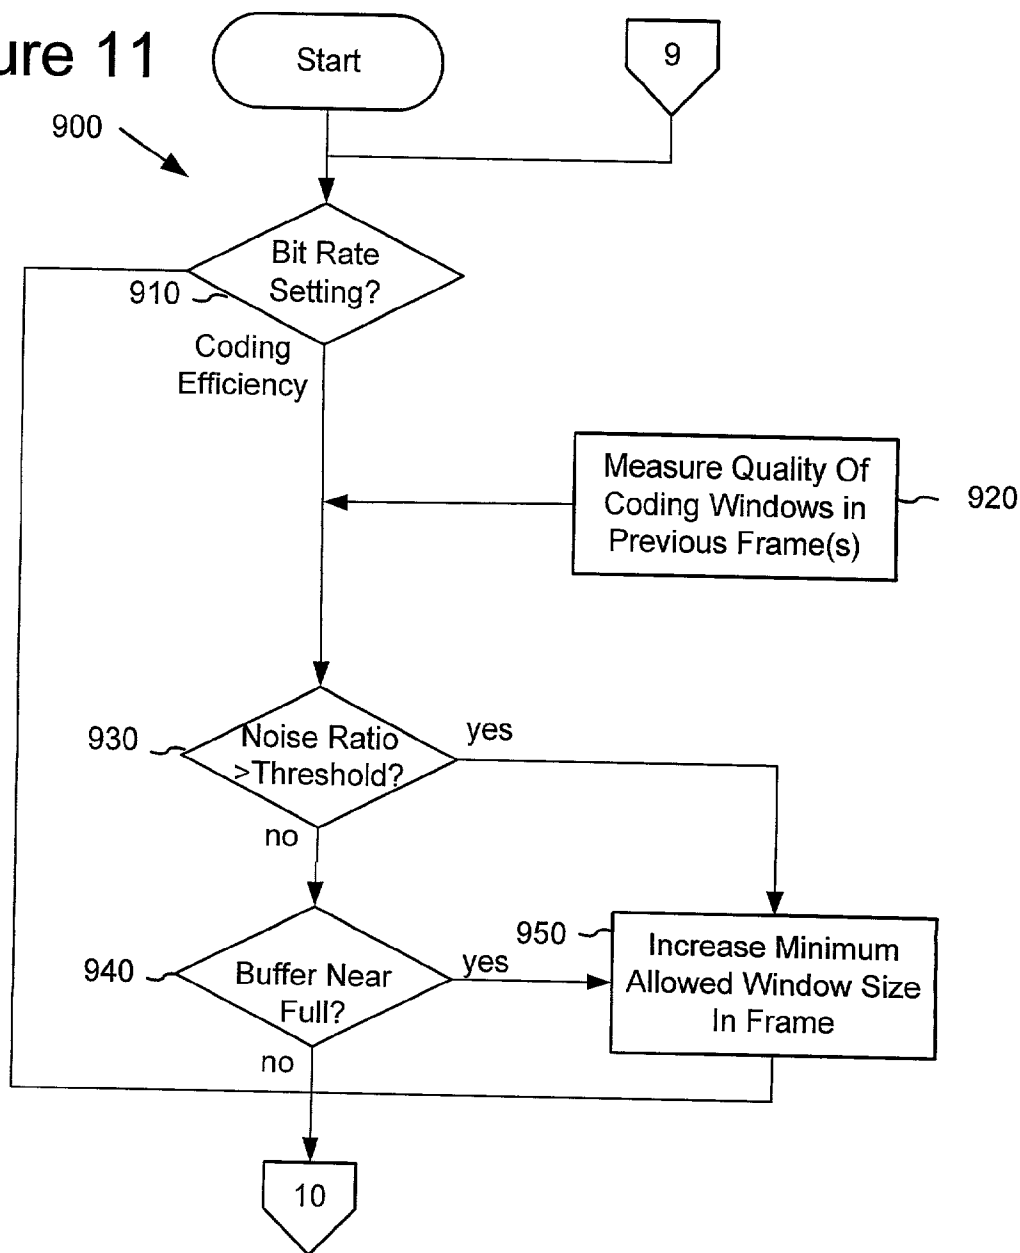 ure 11
Start
9
900
Bit Rate
Setting?
910
Coding
Efficiency
Measure Quality Of
Coding Windows in
Previous Frame(s)
920
930
Noise Ratio
>Threshold?
yes
no
940
Buffer Near
Full?
yes
950
Increase Minimum
Allowed Window Size
In Frame
no
10